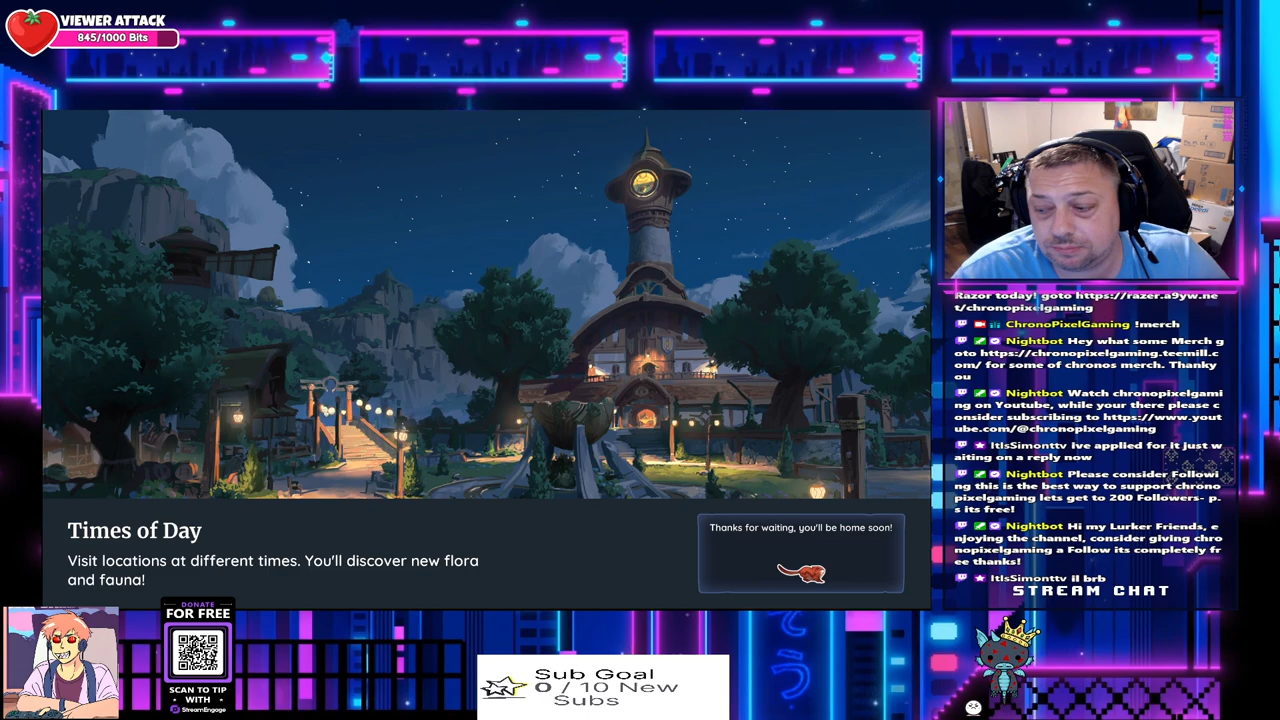 VIEWER ATTACK
845/1000 Bits
Times of Day
Visit locations at different times. You'll discover new flora
and fauna!
Thanks for waiting, you'll be home soon!
Razor today! goto https://razer.a9yw.ne
t/chronopixelgaming
ChronoPixelGaming !merch
Nightbot Hey what some Merch g
oto https://chronopixelgaming.teemill.c
om/ for some of chronos merch. Thanky
ou
Nightbot Watch chronopixelgami
ng on Youtube, while your there please c
onsider subscribing to https://www.yout
ube.com/@chronopixelgaming
ItIsSimonttv ive applied for it just w
aiting on a reply now
Nightbot Please consider Followi
ng this is the best way to support chrono
pixelgaming lets get to 200 Followers- p.
s its free!
Nightbot Hi my Lurker Friends, e
njoying the channel, consider giving chro
nopixelgaming a Follow its completely fr
ee thanks!
ItIsSimonttv il brb
STREAM CHAT
DONATE
FOR FREE
SCAN TO TIP
WITH
StreamEngage
Sub Goal
0 / 10 New
Subs